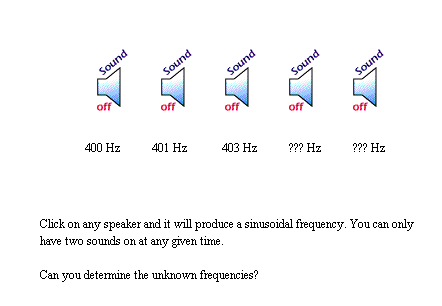 Sound Sound Sound Sound Sound
off off off off off
400 Hz 401 Hz 403 Hz ??? Hz ??? Hz
Click on any speaker and it will produce a sinusoidal frequency. You can only
have two sounds on at any given time.
Can you determine the unknown frequencies?